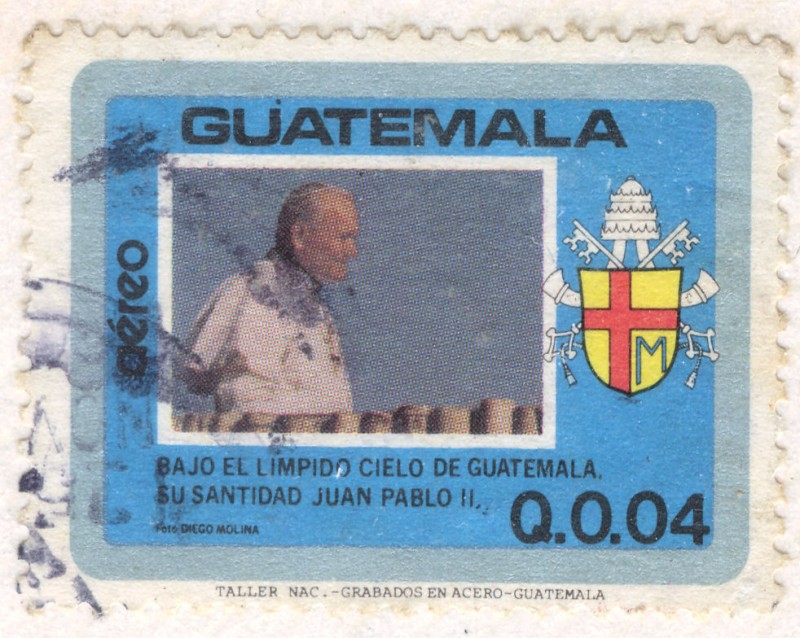 GUATEMALA
aéreo
M
BAJO EL LIMPIDO CIELO DE GUATEMALA.
SU SANTIDAD JUAN PABLO II.
Foto DIEGO MOLINA
Q.0.04
TALLER NAC.-GRABADOS EN ACERO-GUATEMALA